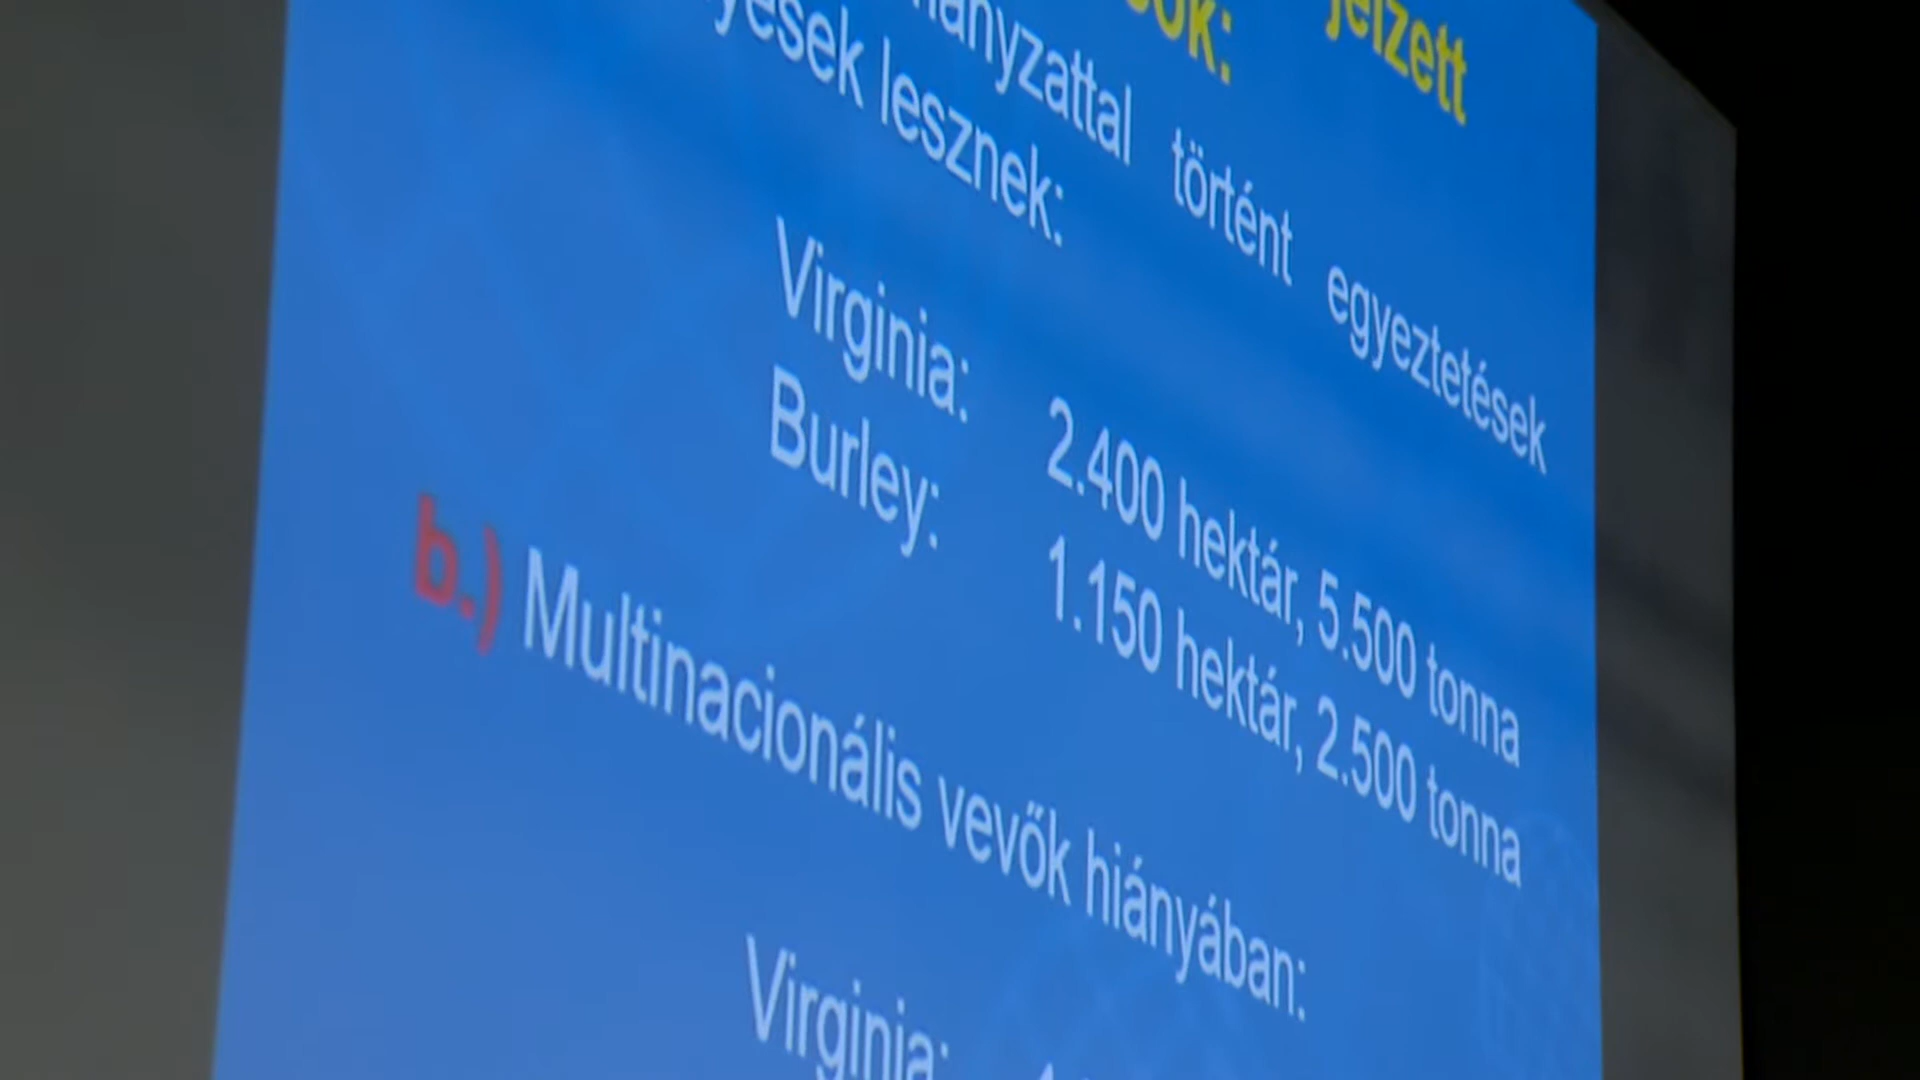 jelzett
történt egyeztetések
lesznek:
Virginia: 2.400 hektár, 5.500 tonna
Burley: 1.150 hektár, 2.500 tonna
b.) Multinacionális vevők hiányában:
Virginia: